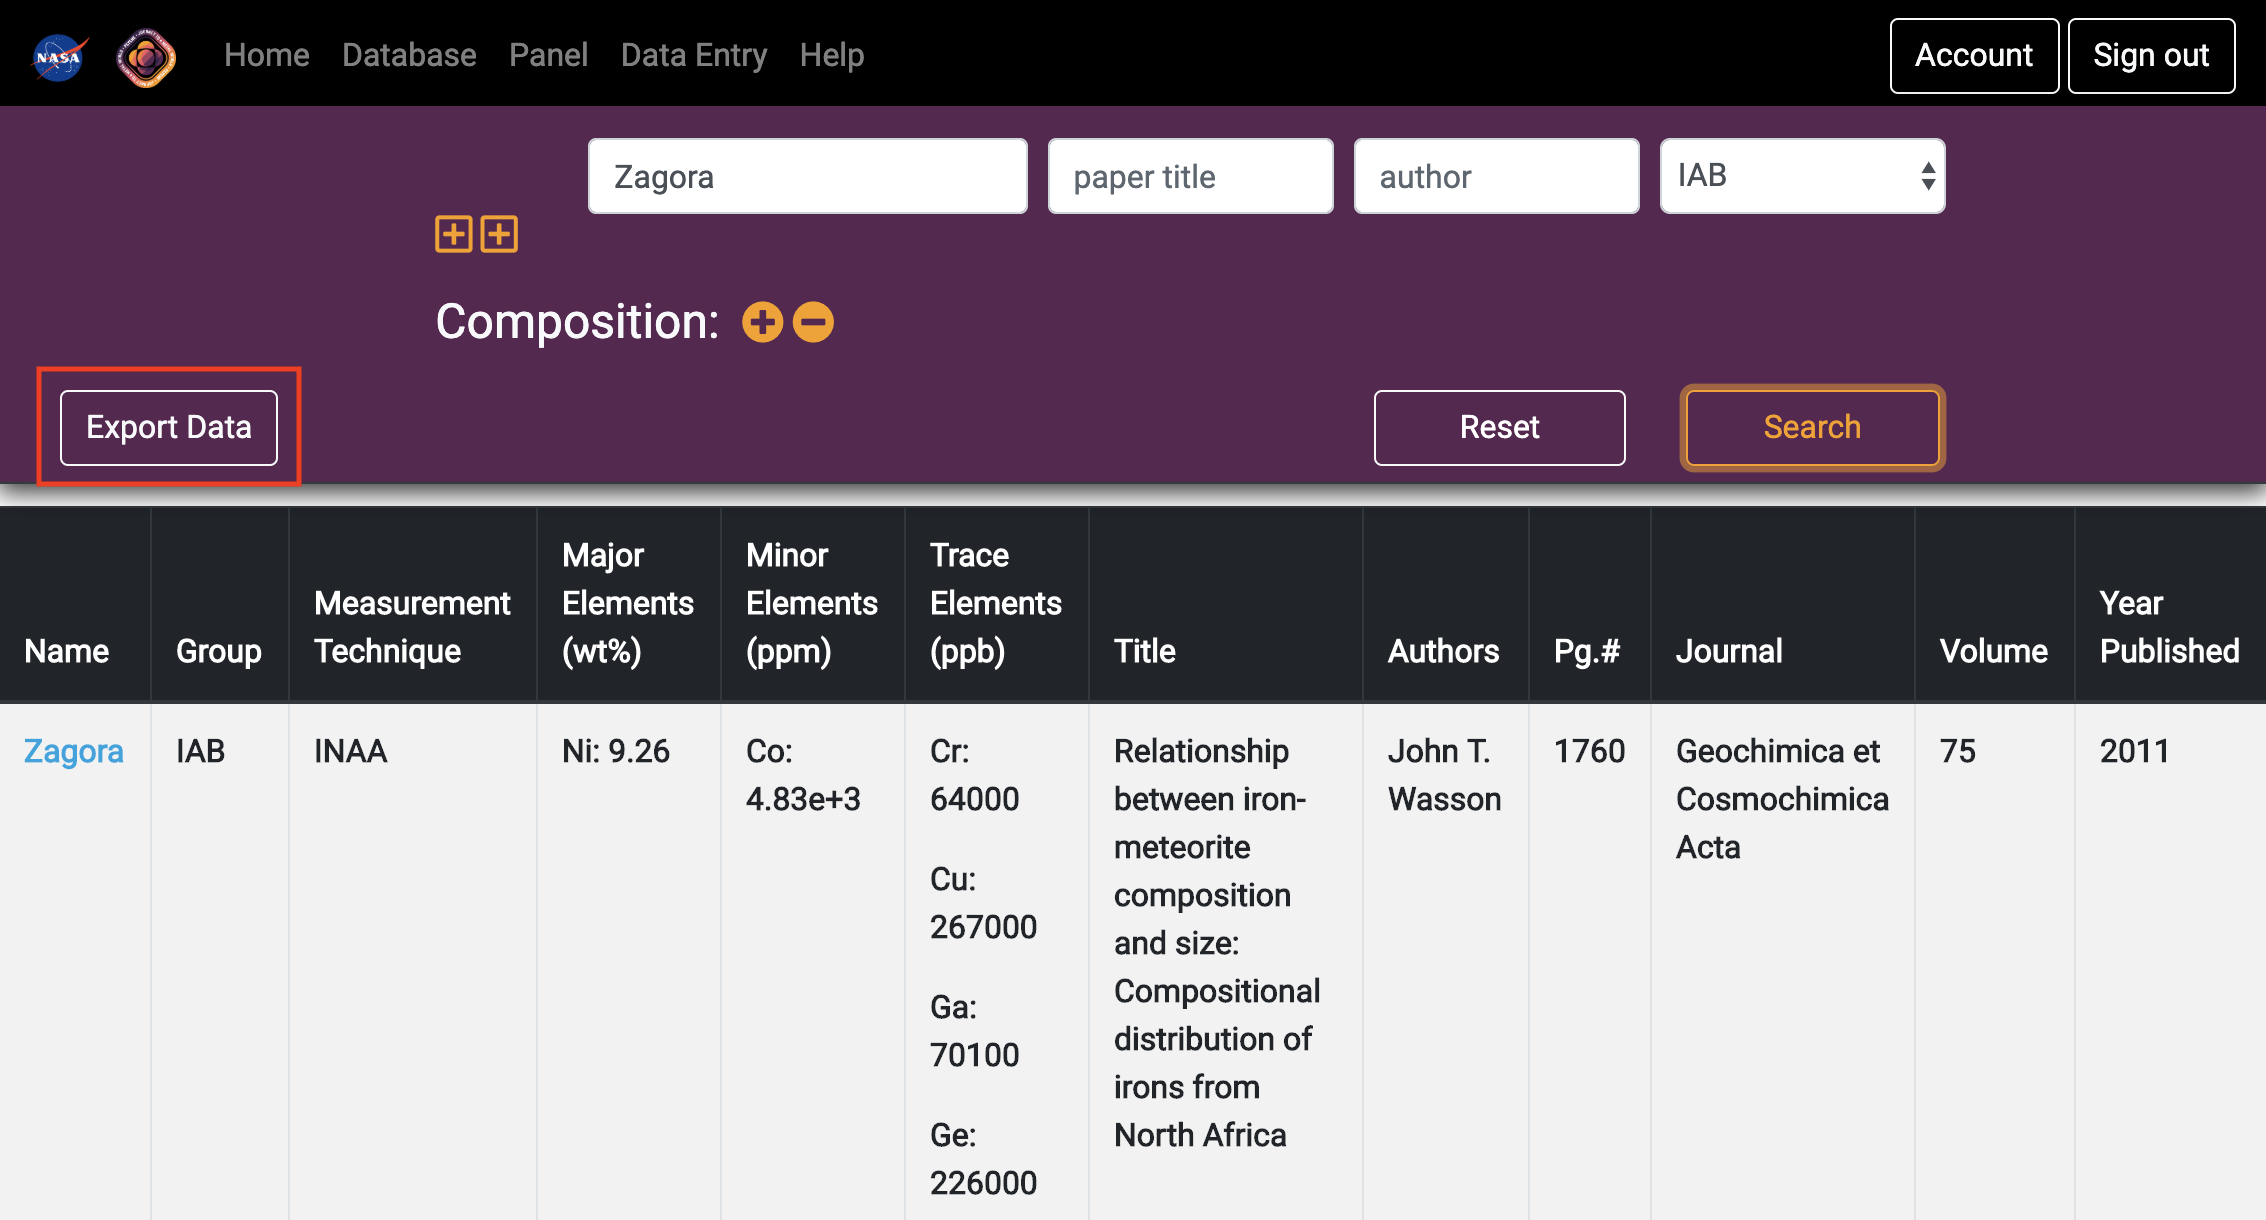 NASA
Home Database Panel Data Entry Help Account Sign out
Zagora paper title author IAB
Composition:
Export Data Reset Search
Name Group Measurement Technique Major Elements (wt%) Minor Elements (ppm) Trace Elements (ppb) Title Authors Pg.# Journal Volume Year Published
Zagora IAB INAA Ni: 9.26 Co: Cr: Relationship John T. 1760 Geochimica et 75 2011
4.83e+3 64000 between iron- Wasson Cosmochimica
meteorite Acta
Cu: composition
267000 and size:
Ga: Compositional
70100 distribution of
irons from
Ge: North Africa
226000